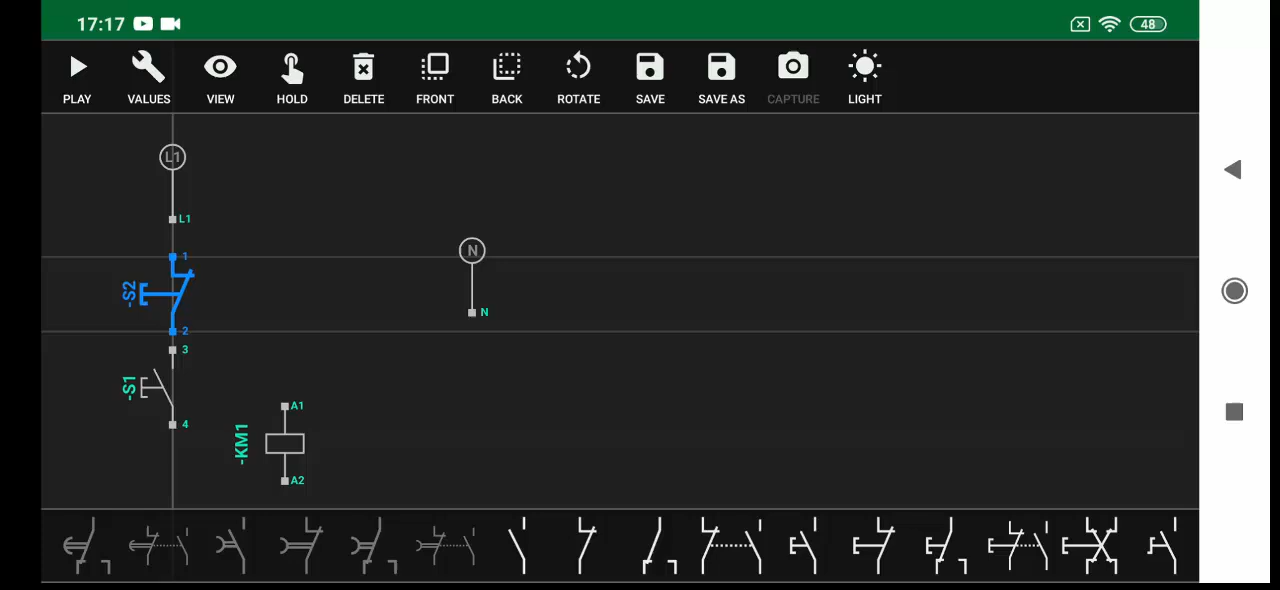 17:17
48
PLAY VALUES VIEW HOLD DELETE FRONT BACK ROTATE SAVE SAVE AS CAPTURE LIGHT
L1
L1
1
N
-S2
N
2
3
-S1
A1
4
-KM1
A2